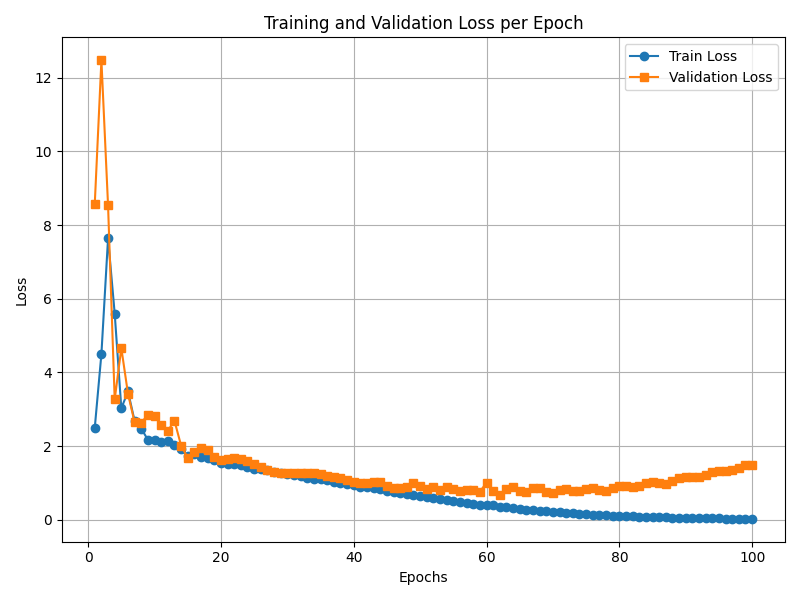 Training and Validation Loss per Epoch
Train Loss
Validation Loss
Loss
12
10
8
6
4
2
0
0 20 40 60 80 100
Epochs